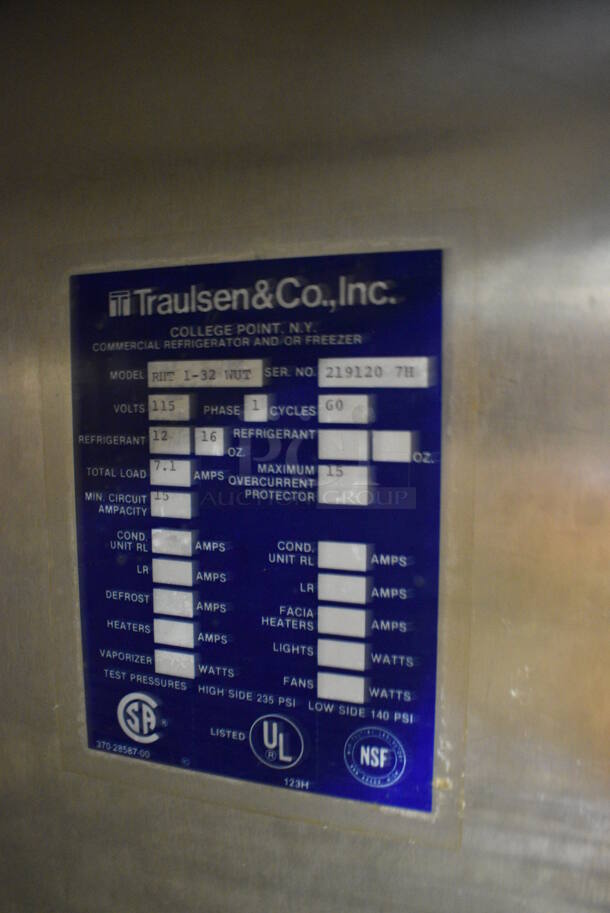 Traulsen&Co.,Inc.
COLLEGE POINT, N.Y.
COMMERCIAL REFRIGERATOR AND OR FREEZER
MODEL RHT 1-32 WUT SER. NO. 219120 7H
VOLTS 115 PHASE 1 CYCLES 60
REFRIGERANT 12 16 OZ. REFRIGERANT OZ.
TOTAL LOAD 7.1 AMPS MAXIMUM OVERCURRENT PROTECTOR 15
MIN. CIRCUIT AMPACITY 15
COND. UNIT RL AMPS COND. UNIT RL AMPS
LR AMPS LR AMPS
DEFROST AMPS FACIA HEATERS AMPS
HEATERS AMPS LIGHTS WATTS
VAPORIZER WATTS FANS WATTS
TEST PRESSURES HIGH SIDE 235 PSI LOW SIDE 140 PSI
SA ®
LISTED UL ® NSF
370-28587-00
123H
AUCTION GROUP